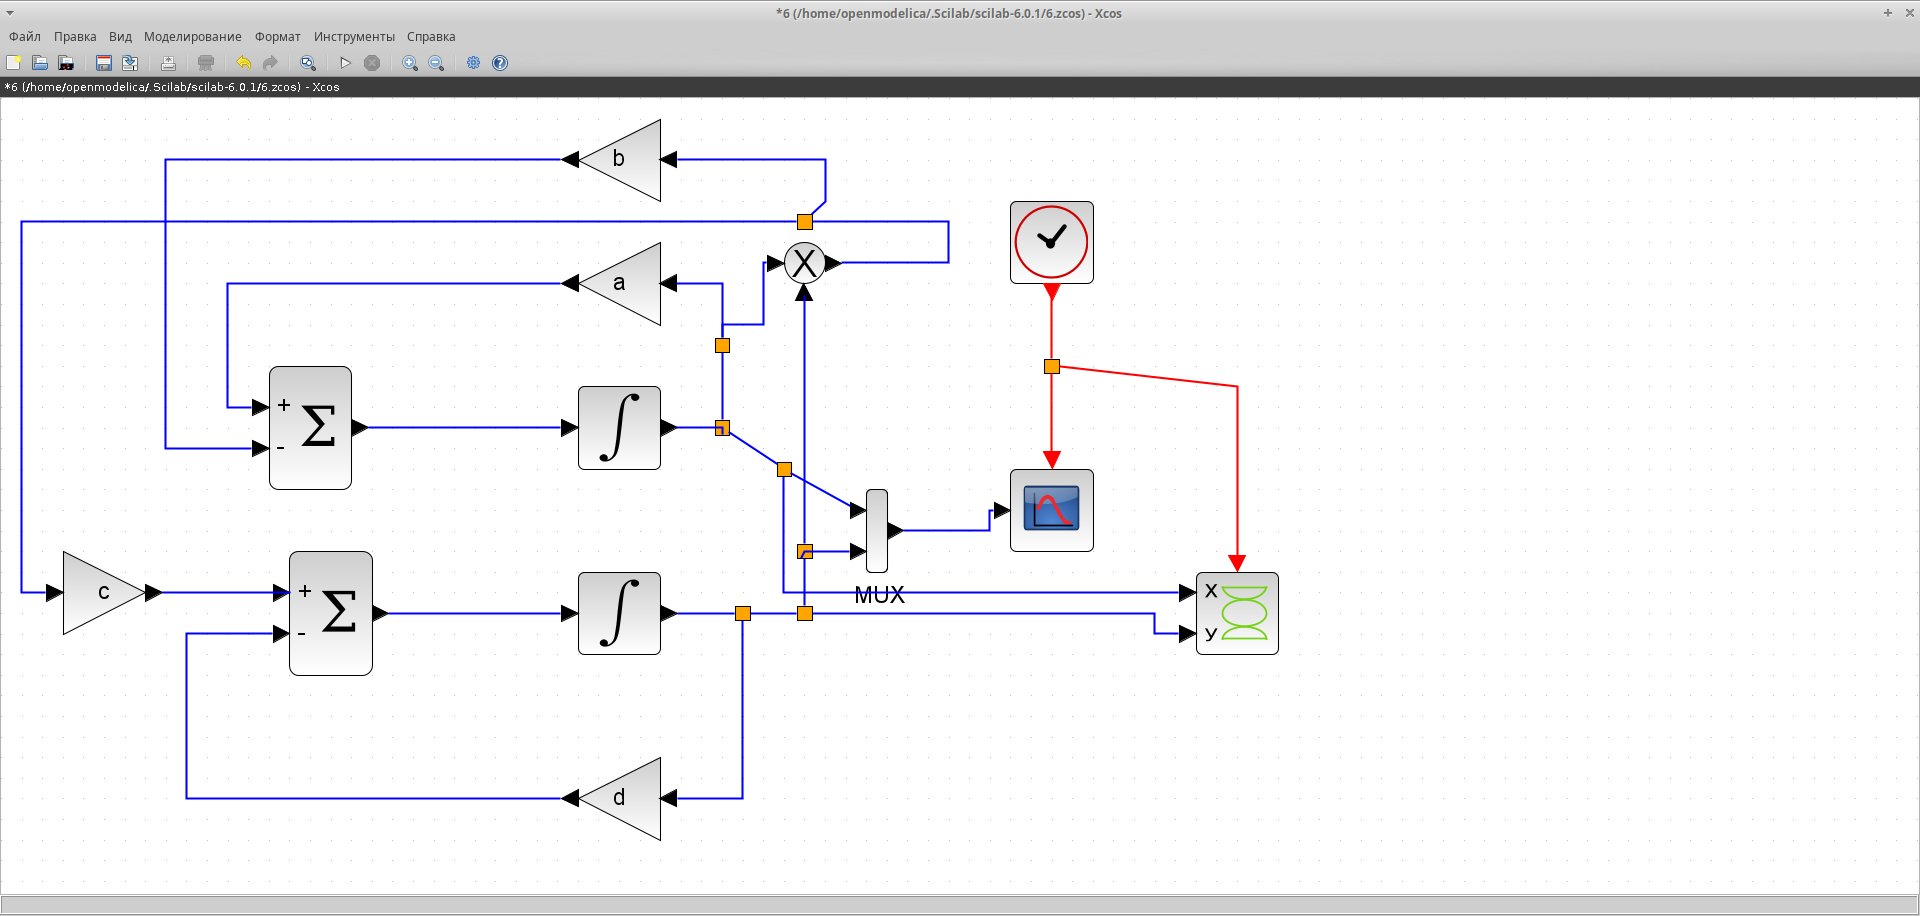 *6 (/home/openmodelica/.Scilab/scilab-6.0.1/6.zcos) - Xcos
Файл Правка Вид Моделирование Формат Инструменты Справка
*6 (/home/openmodelica/.Scilab/scilab-6.0.1/6.zcos) - Xcos
b
a
X
+
Σ
-
∫
c
+
Σ
-
∫
MUX
X
y
d